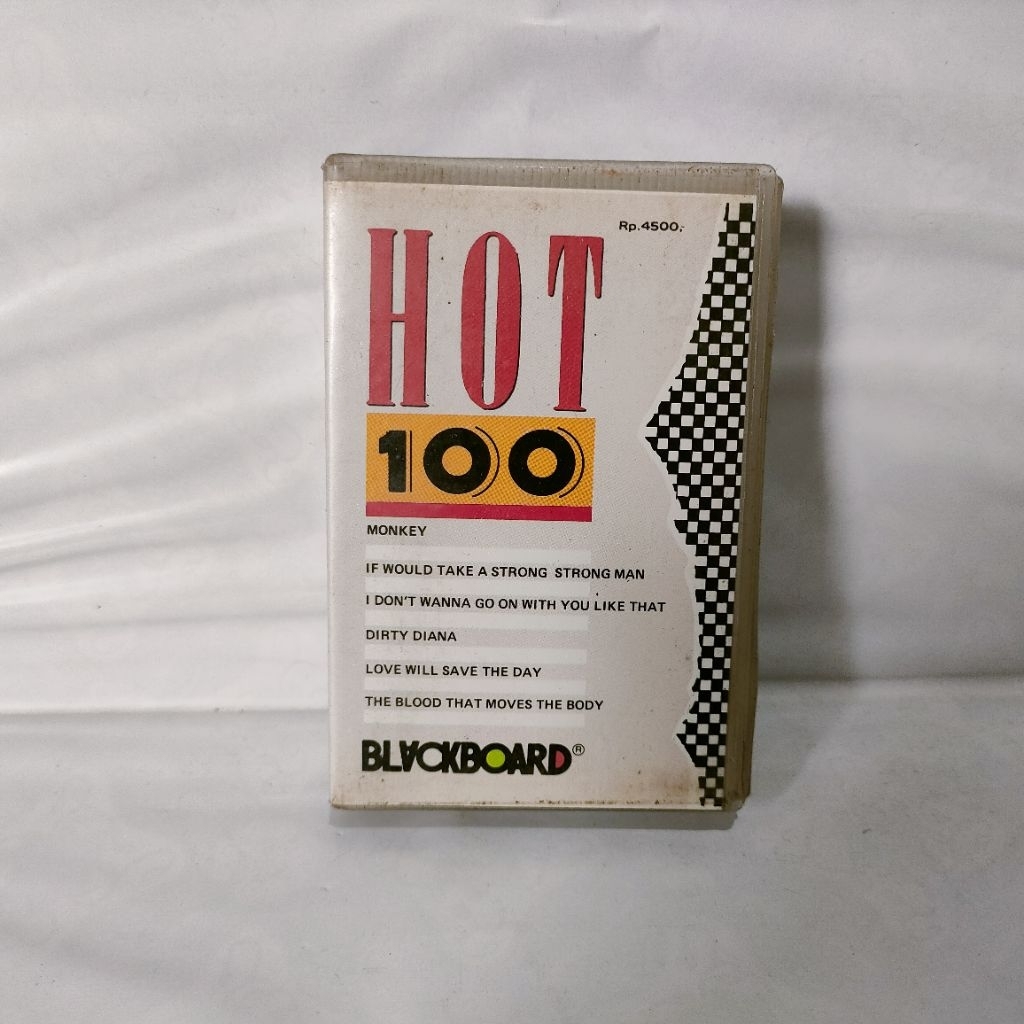 HOT
Rp.4500,-
100
MONKEY
IF WOULD TAKE A STRONG STRONG MAN
I DON'T WANNA GO ON WITH YOU LIKE THAT
DIRTY DIANA
LOVE WILL SAVE THE DAY
THE BLOOD THAT MOVES THE BODY
BLACKBOARD®